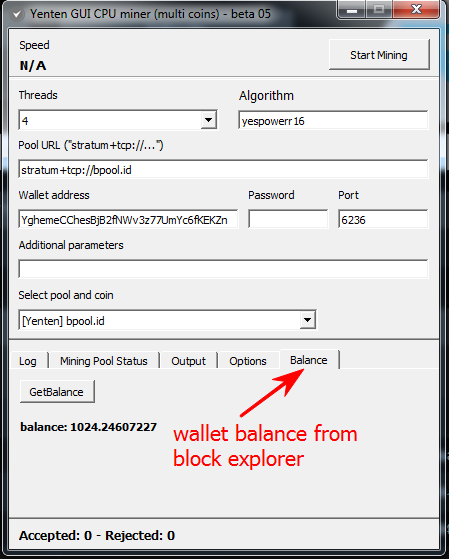 Yenten GUI CPU miner (multi coins) - beta 05
Speed
N/A
Start Mining
Threads
Algorithm
4
yespowerr16
Pool URL ("stratum+tcp://...")
stratum+tcp://bpool.id
Wallet address
Password
Port
YghemeCChesBjB2fNWv3z77UmYc6fKEKZn
6236
Additional parameters
Select pool and coin
[Yenten] bpool.id
Log
Mining Pool Status
Output
Options
Balance
GetBalance
balance: 1024.24607227
wallet balance from
block explorer
Accepted: 0 - Rejected: 0